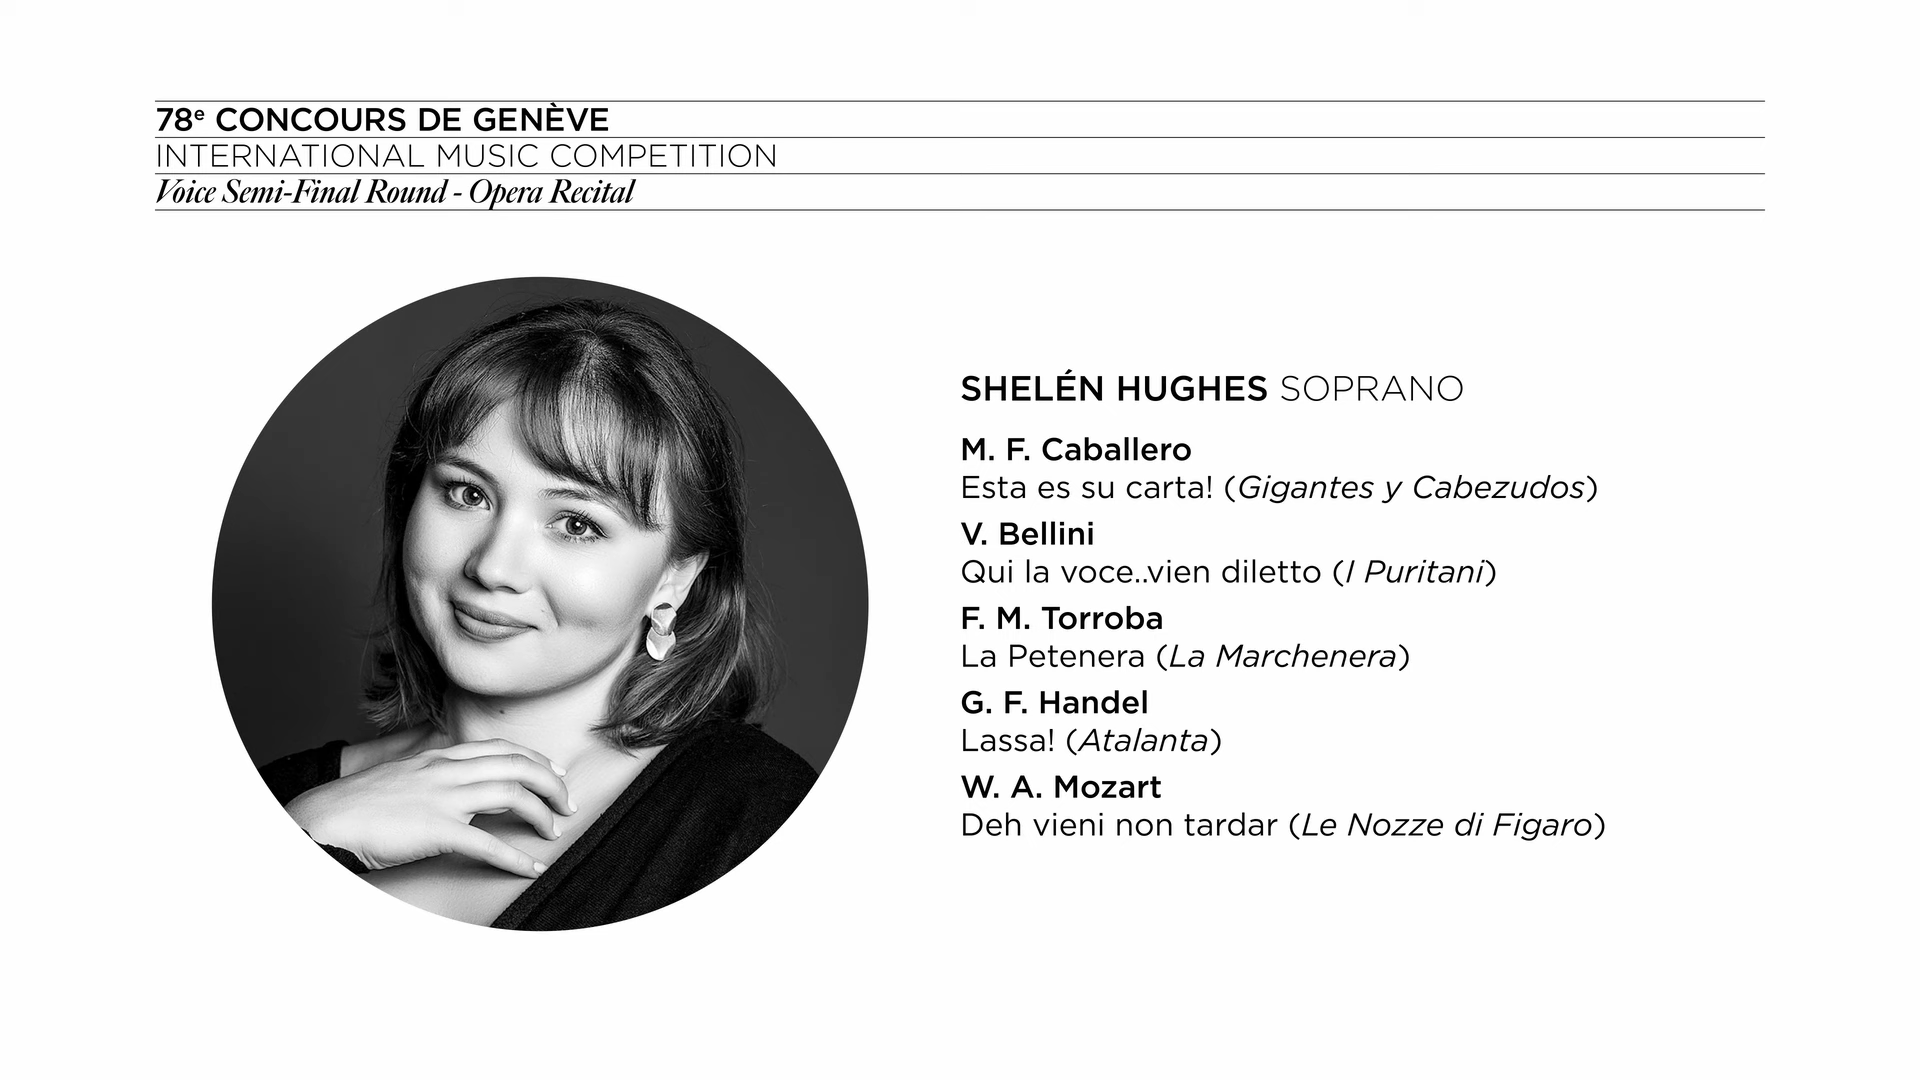 78e CONCOURS DE GENÈVE
INTERNATIONAL MUSIC COMPETITION
Voice Semi-Final Round - Opera Recital
SHELÉN HUGHES SOPRANO
M. F. Caballero
Esta es su carta! (Gigantes y Cabezudos)
V. Bellini
Qui la voce..vien diletto (I Puritani)
F. M. Torroba
La Petenera (La Marchenera)
G. F. Handel
Lassa! (Atalanta)
W. A. Mozart
Deh vieni non tardar (Le Nozze di Figaro)